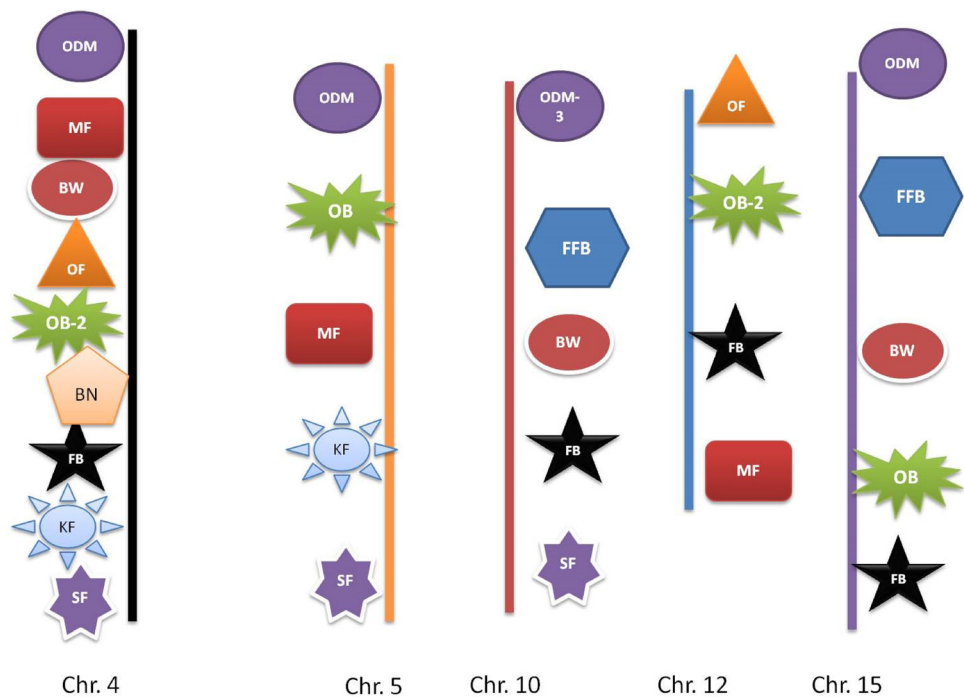 ODM
MF
BW
OF
OB-2
BN
FB
KF
SF
Chr. 4
ODM
OB
MF
KF
SF
Chr. 5
ODM-
3
FFB
BW
FB
SF
Chr. 10
OF
OB-2
FB
MF
Chr. 12
ODM
FFB
BW
OB
FB
Chr. 15